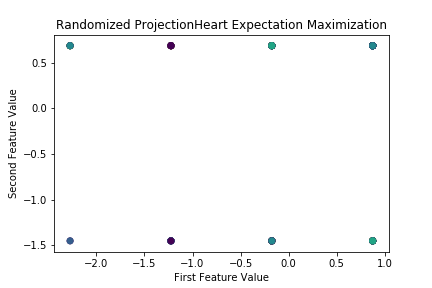 Randomized ProjectionHeart Expectation Maximization
Second Feature Value
0.5
0.0
−0.5
−1.0
−1.5
−2.0 −1.5 −1.0 −0.5 0.0 0.5 1.0
First Feature Value